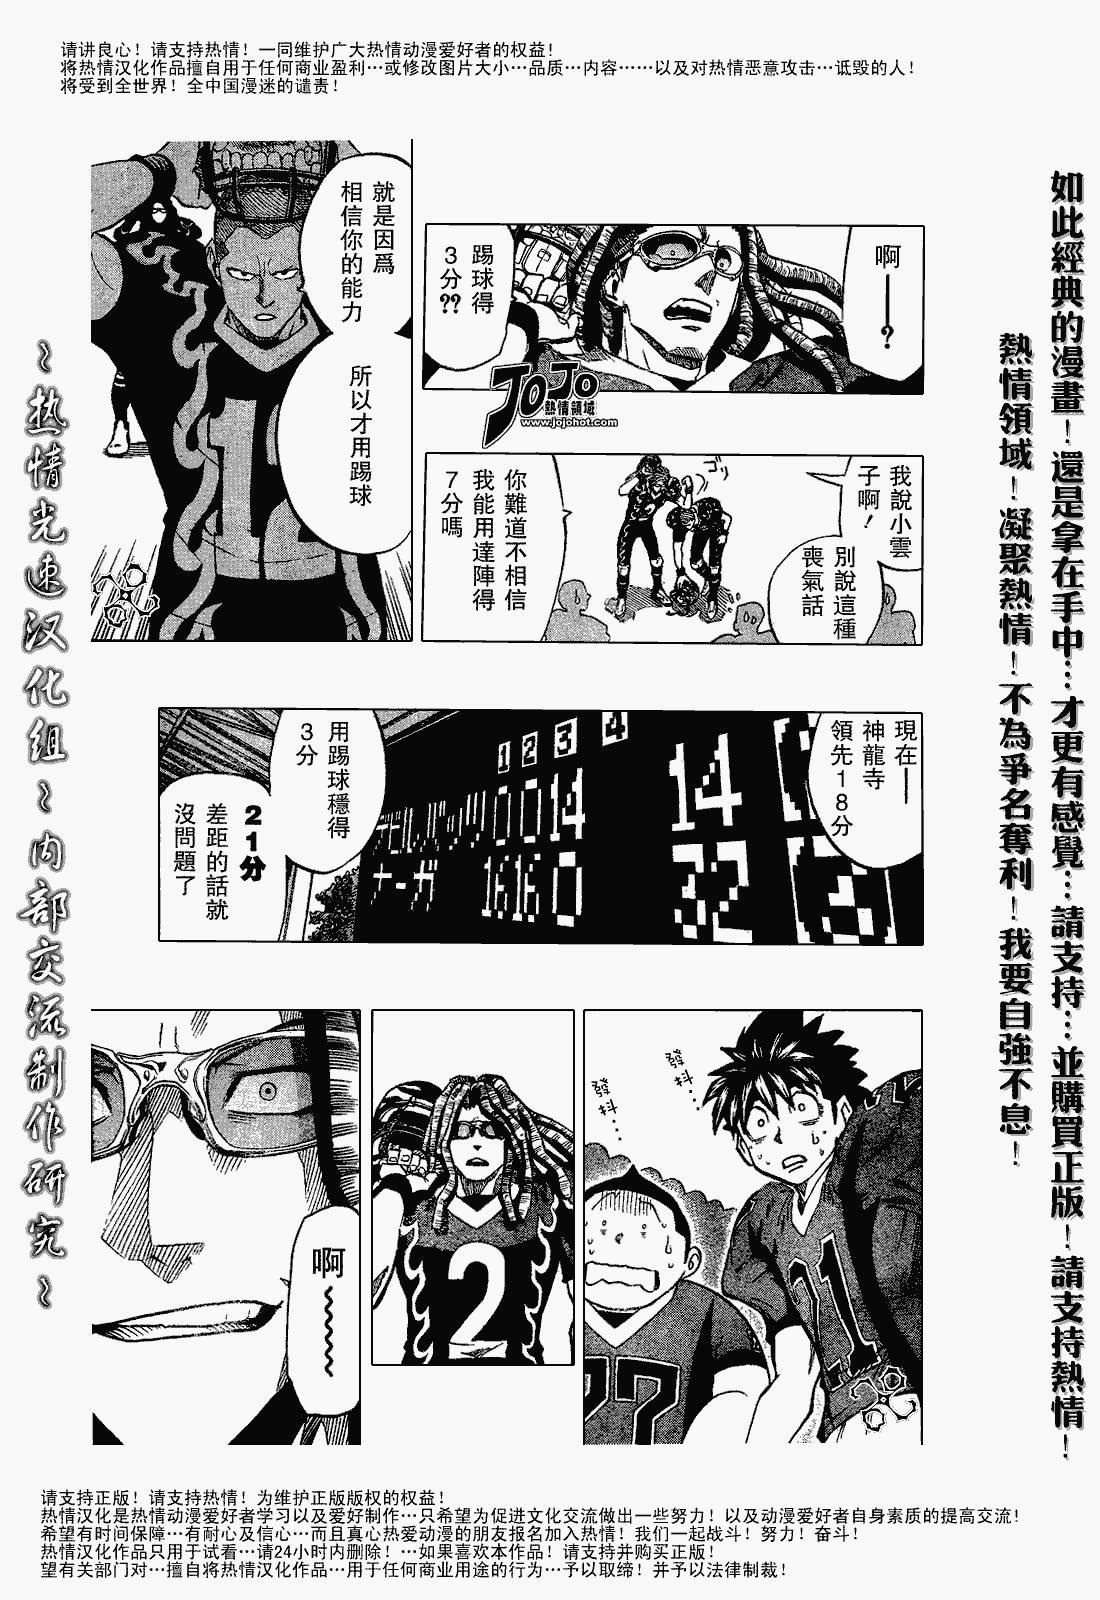 请讲良心！请支持热情！一同维护广大热情动漫爱好者的权益！
将热情汉化作品擅自用于任何商业盈利…或修改图片大小…品质…内容……以及对热情恶意攻击…诋毁的人！
将受到全世界！全中国漫迷的谴责！
如此經典的漫畫！還是拿在手中…才更有感覺…請支持…並購買正版！請支持熱情！
熱情領域！凝聚熱情！不為爭名奪利！我要自強不息！
啊——？
踢球得
3分??
就是因爲
相信你的能力
所以才用踢球
10
JOJO
熱情領域
www.jojohot.com
我說小雲
子啊！
別說這種
喪氣話
ゴリ
你難道不相信
我能用達陣得
7分嗎
現在——
神龍寺
領先18分
1 2 3 4
14
32
用踢球穩得
3分
21分
差距的話就
沒問題了
發抖…
發抖…
21
77
2
啊~~~~
~热情光速汉化组~内部交流制作研究~
请支持正版！请支持热情！为维护正版版权的权益！
热情汉化是热情动漫爱好者学习以及爱好制作…只希望为促进文化交流做出一些努力！以及动漫爱好者自身素质的提高交流！
希望有时间保障…有耐心及信心…而且真心热爱动漫的朋友报名加入热情！我们一起战斗！努力！奋斗！
热情汉化作品只用于试看…请24小时内删除！…如果喜欢本作品！请支持并购买正版！
望有关部门对…擅自将热情汉化作品…用于任何商业用途的行为…予以取缔！并予以法律制裁！